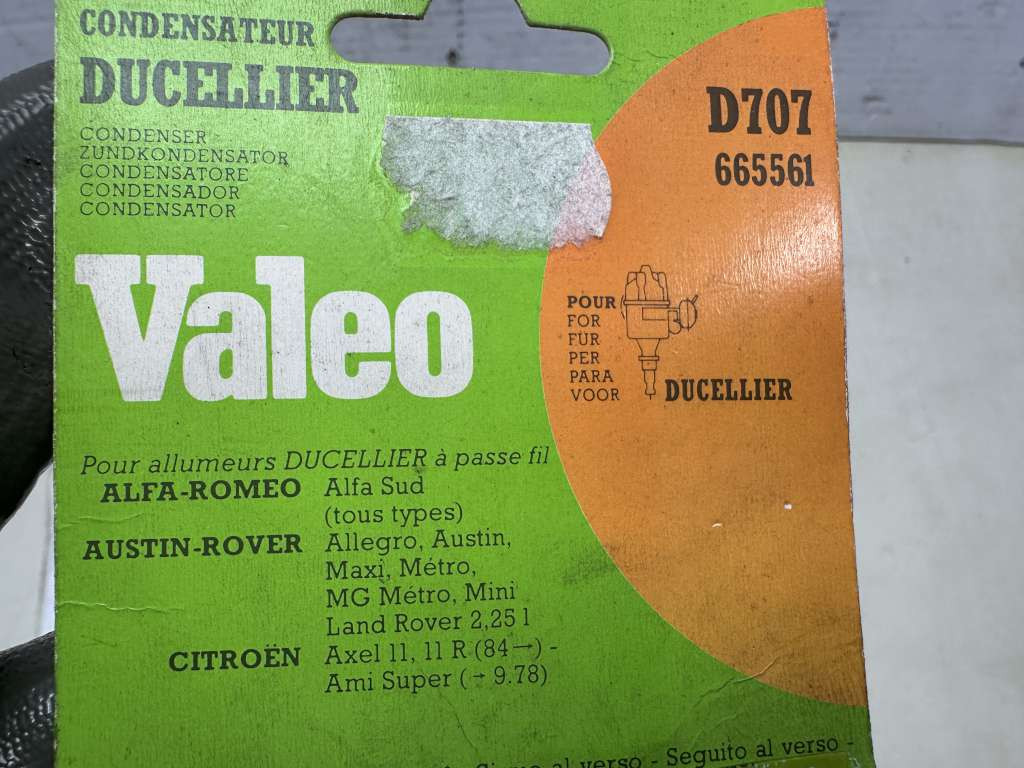 CONDENSATEUR
DUCELLIER
CONDENSER
ZUNDKONDENSATOR
CONDENSATORE
CONDENSADOR
CONDENSATOR
D707
665561
Valeo
POUR
FOR
FÜR
PER
PARA
VOOR
DUCELLIER
Pour allumeurs DUCELLIER à passe fil
ALFA-ROMEO Alfa Sud
(tous types)
AUSTIN-ROVER Allegro, Austin,
Maxi, Métro,
MG Métro, Mini
Land Rover 2,25 l
CITROËN Axel 11, 11 R (84→) -
Ami Super (→ 9.78)
al verso - Seguito al verso -